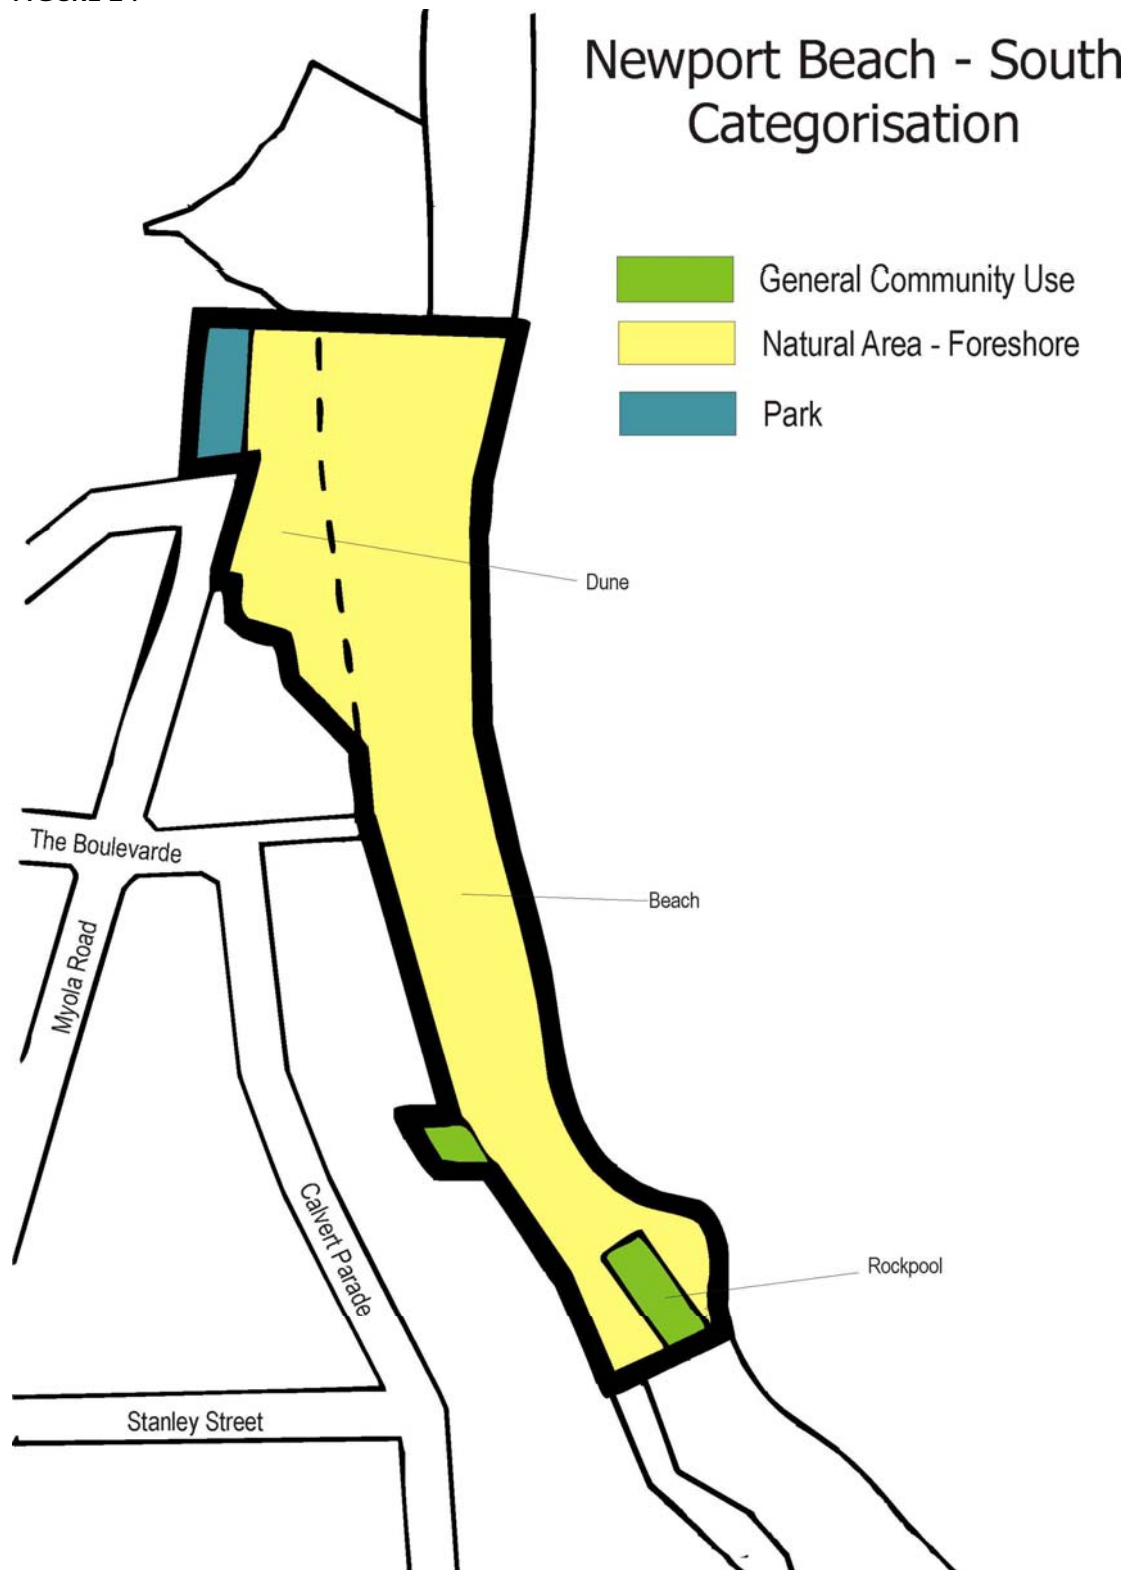 Newport Beach - South
Categorisation
General Community Use
Natural Area - Foreshore
Park
Dune
The Boulevarde
Beach
Myola Road
Calvert Parade
Rockpool
Stanley Street